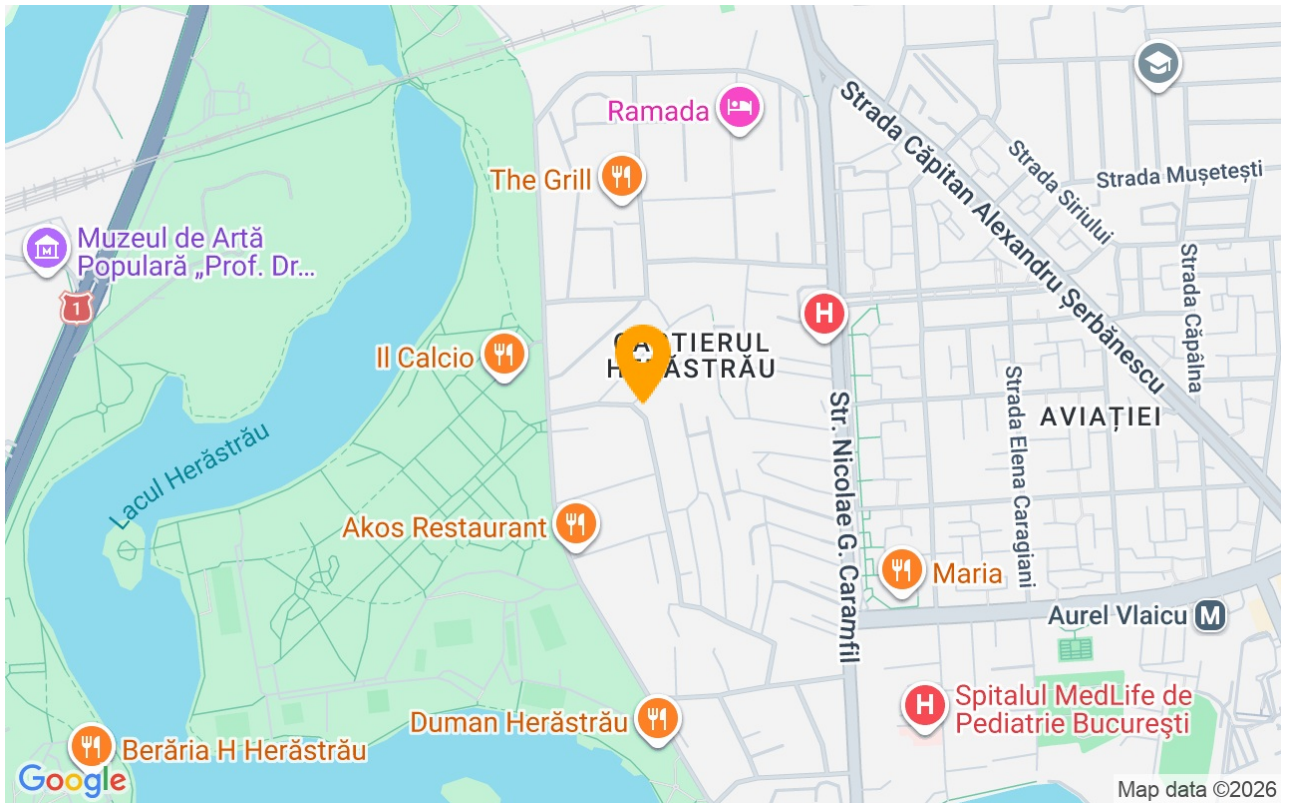 Ramada
Strada Căpitan Alexandru Șerbănescu
Strada Siriului
Strada Mușetești
The Grill
Muzeul de Artă
Populară „Prof. Dr...
1
Strada Căpâlna
H
IERUL
Il Calcio
Strada Elena Caragiani
AVIAȚIEI
Str. Nicolae G. Caramfil
Lacul Herăstrău
Akos Restaurant
Maria
Aurel Vlaicu M
H
Spitalul MedLife de
Pediatrie București
Duman Herăstrău
Berăria H Herăstrău
Google
Map data ©2026